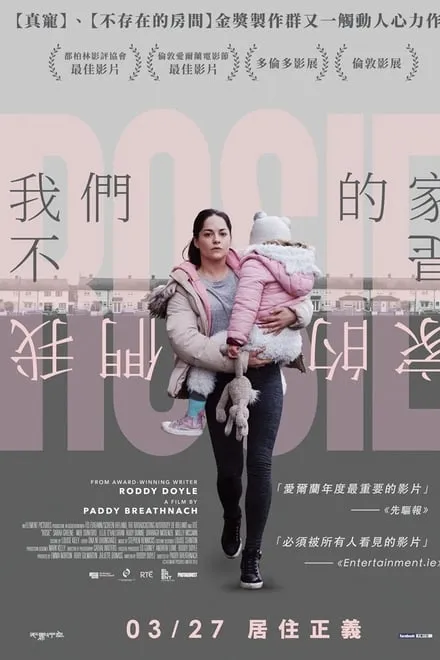 【真寵】、【不存在的房間】金獎製作群又一觸動人心力作
都柏林影評協會
最佳影片
倫敦愛爾蘭電影節
最佳影片
多倫多影展
倫敦影展
ROSIE
我們的家
不是
我們的家
FROM AWARD-WINNING WRITER
RODDY DOYLE
A FILM BY
PADDY BREATHNACH
「愛爾蘭年度最重要的影片」
——《先驅報》
「必須被所有人看見的影片」
——《Entertainment.ie》
RTÉ
03/27 居住正義
facebook